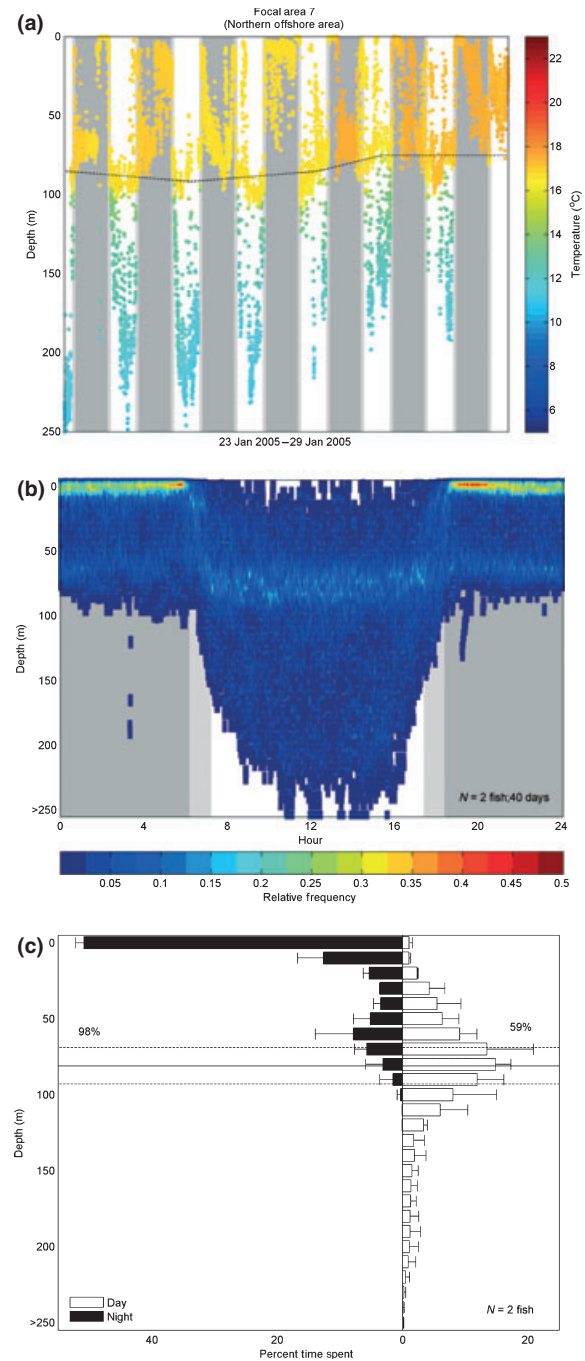 (a)
Focal area 7
(Northern offshore area)
0
50
100
150
200
250
Depth (m)
23 Jan 2005–29 Jan 2005
22
20
18
16
14
12
10
8
6
Temperature (°C)
(b)
0
50
100
150
200
>250
Depth (m)
N = 2 fish;40 days
0 4 8 12 16 20 24
Hour
0.05 0.1 0.15 0.2 0.25 0.3 0.35 0.4 0.45 0.5
Relative frequency
(c)
0
50
100
150
200
>250
Depth (m)
98%
59%
Day
Night
N = 2 fish
40 20 0 20
Percent time spent